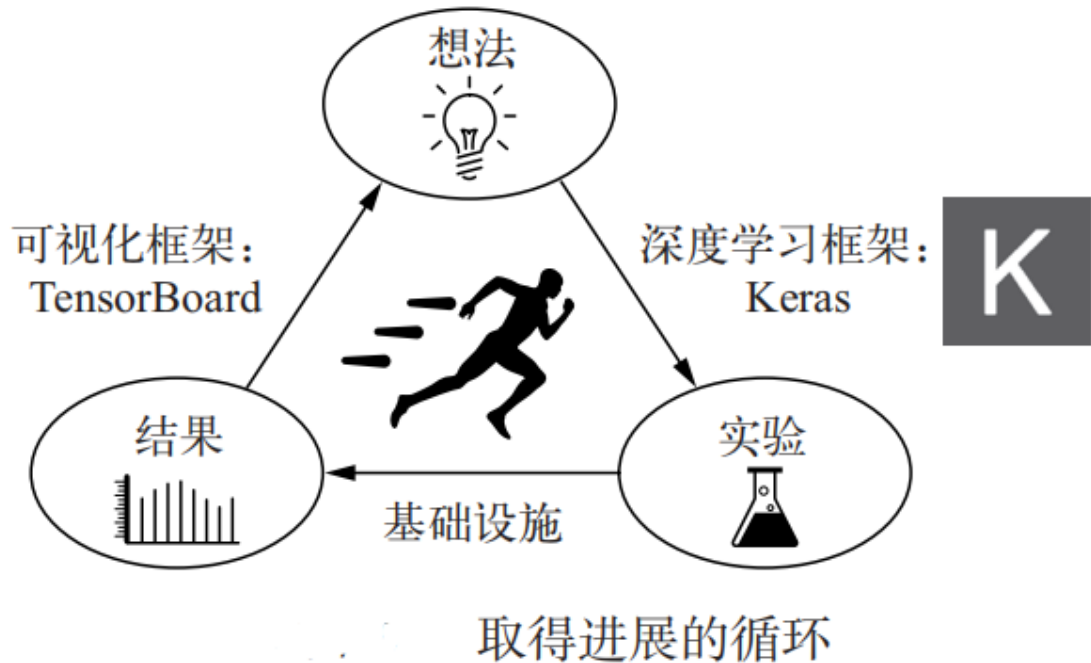 想法
可视化框架：
TensorBoard
深度学习框架：
Keras
K
结果
实验
基础设施
取得进展的循环